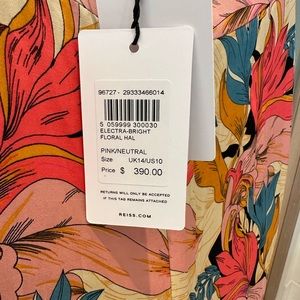 96727 - 29333466014
5 059999 300030
ELECTRA-BRIGHT
FLORAL HAL
PINK/NEUTRAL
Size UK14/US10
Price $ 390.00
RETURNS WILL ONLY BE ACCEPTED
IF THIS TAG REMAINS ATTACHED
REISS.COM